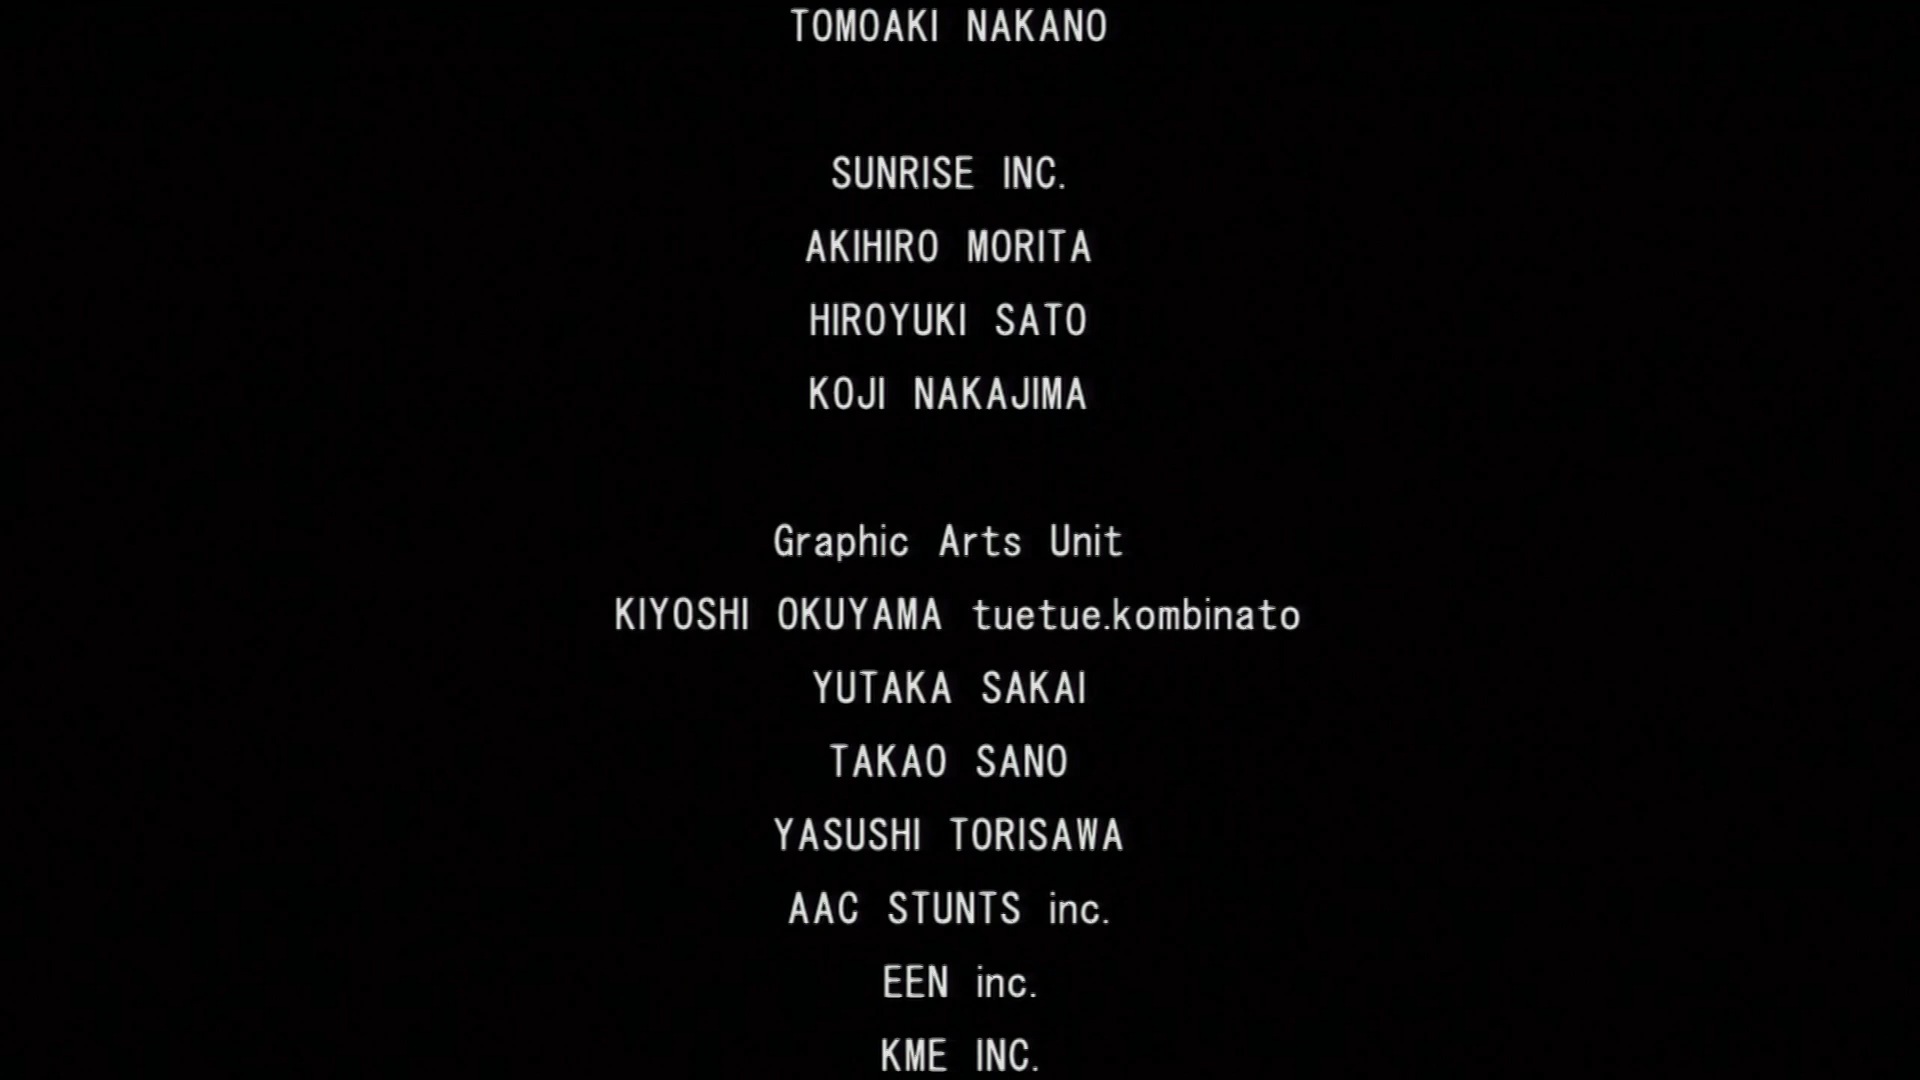 TOMOAKI NAKANO
SUNRISE INC.
AKIHIRO MORITA
HIROYUKI SATO
KOJI NAKAJIMA
Graphic Arts Unit
KIYOSHI OKUYAMA tuetue.kombinato
YUTAKA SAKAI
TAKAO SANO
YASUSHI TORISAWA
AAC STUNTS inc.
EEN inc.
KME INC.